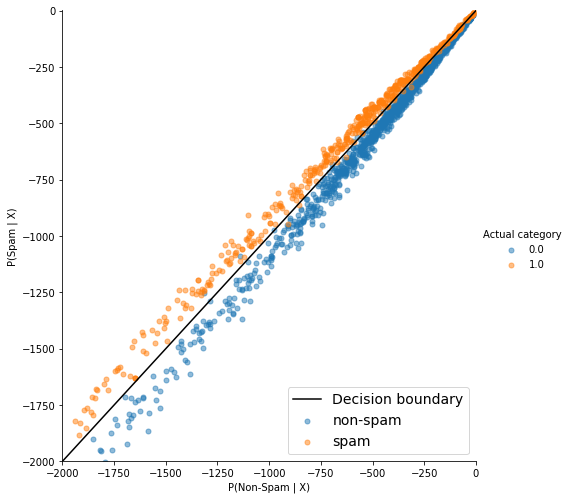 0
−250
−500
−750
−1000
−1250
−1500
−1750
−2000
P(Spam | X)
−2000 −1750 −1500 −1250 −1000 −750 −500 −250 0
P(Non-Spam | X)
Actual category
0.0
1.0
Decision boundary
non-spam
spam